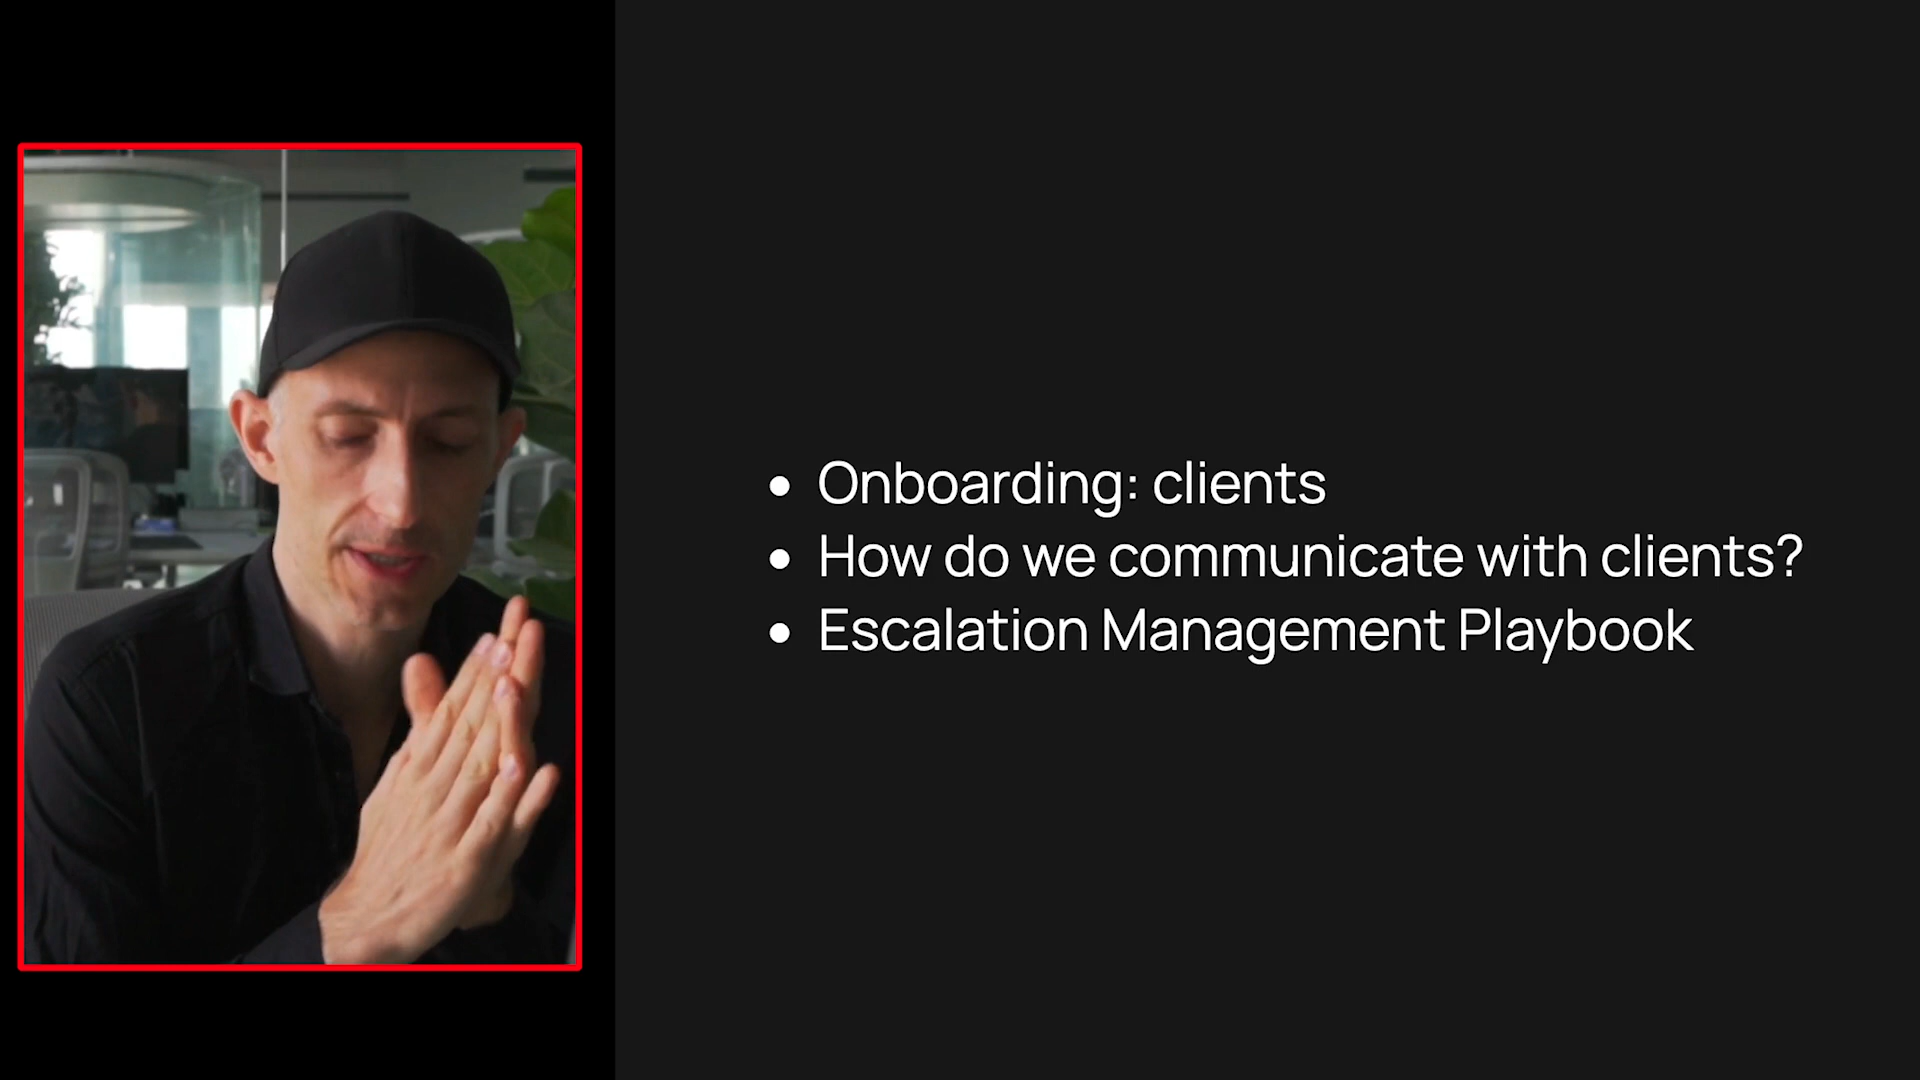 • Onboarding: clients
• How do we communicate with clients?
• Escalation Management Playbook